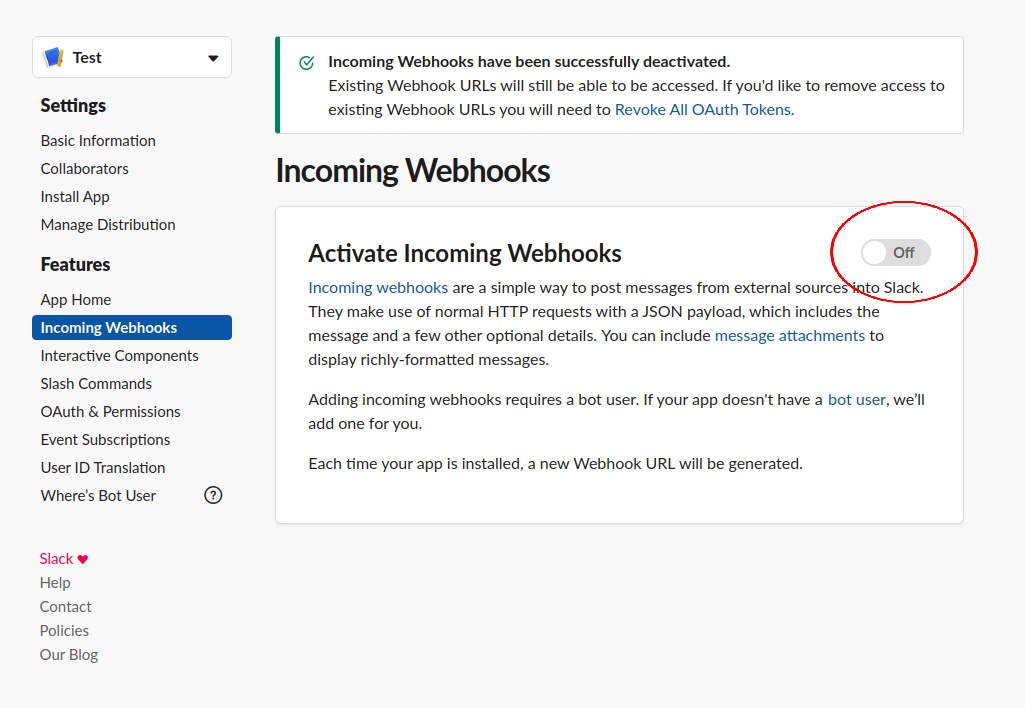 Test
Settings
Basic Information
Collaborators
Install App
Manage Distribution
Features
App Home
Incoming Webhooks
Interactive Components
Slash Commands
OAuth & Permissions
Event Subscriptions
User ID Translation
Where's Bot User ?
Slack ♥
Help
Contact
Policies
Our Blog
Incoming Webhooks have been successfully deactivated.
Existing Webhook URLs will still be able to be accessed. If you'd like to remove access to
existing Webhook URLs you will need to Revoke All OAuth Tokens.
Incoming Webhooks
Activate Incoming Webhooks
Off
Incoming webhooks are a simple way to post messages from external sources into Slack.
They make use of normal HTTP requests with a JSON payload, which includes the
message and a few other optional details. You can include message attachments to
display richly-formatted messages.
Adding incoming webhooks requires a bot user. If your app doesn't have a bot user, we’ll
add one for you.
Each time your app is installed, a new Webhook URL will be generated.